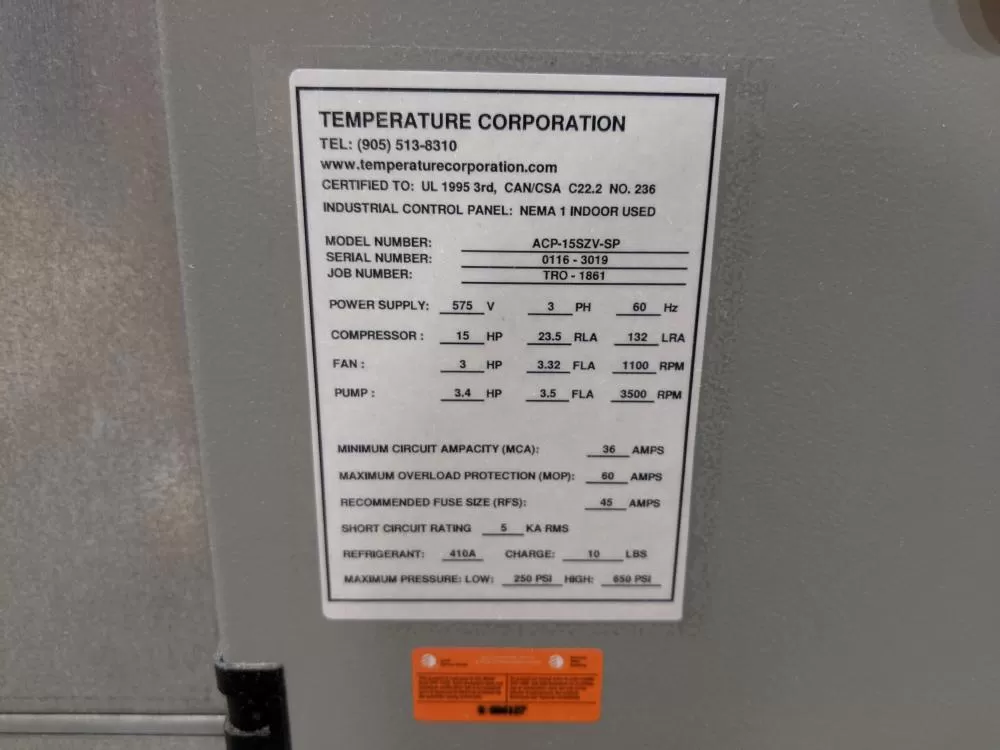 TEMPERATURE CORPORATION
TEL: (905) 513-8310
www.temperaturecorporation.com
CERTIFIED TO: UL 1995 3rd, CAN/CSA C22.2 NO. 236
INDUSTRIAL CONTROL PANEL: NEMA 1 INDOOR USED
MODEL NUMBER: ACP-15SZV-SP
SERIAL NUMBER: 0116 - 3019
JOB NUMBER: TRO - 1861
POWER SUPPLY: 575 V 3 PH 60 Hz
COMPRESSOR : 15 HP 23.5 RLA 132 LRA
FAN : 3 HP 3.32 FLA 1100 RPM
PUMP : 3.4 HP 3.5 FLA 3500 RPM
MINIMUM CIRCUIT AMPACITY (MCA): 36 AMPS
MAXIMUM OVERLOAD PROTECTION (MOP): 60 AMPS
RECOMMENDED FUSE SIZE (RFS): 45 AMPS
SHORT CIRCUIT RATING 5 KA RMS
REFRIGERANT: 410A CHARGE: 10 LBS
MAXIMUM PRESSURE: LOW: 250 PSI HIGH: 650 PSI